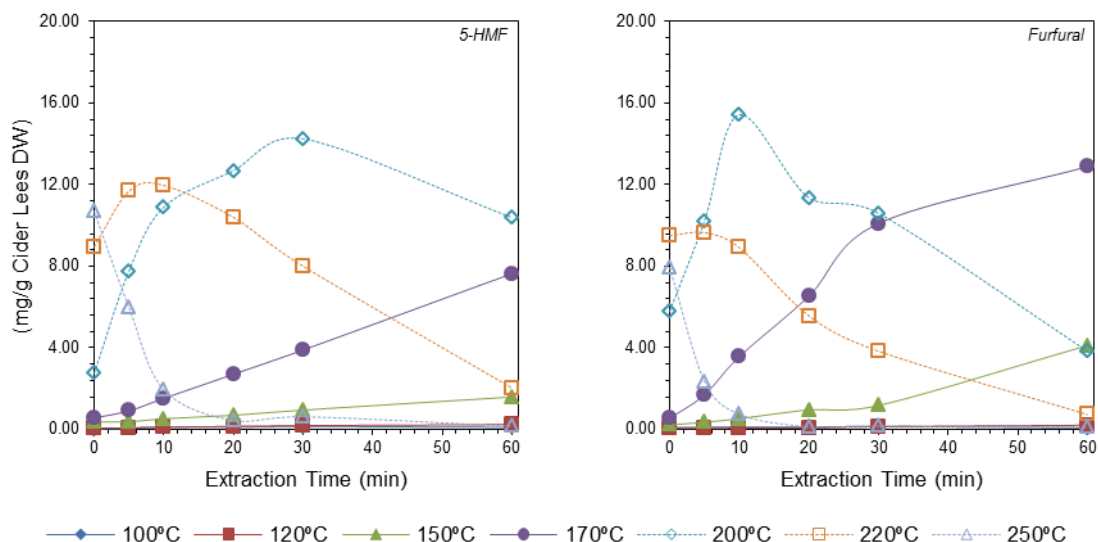 5-HMF
20.00
16.00
12.00
8.00
4.00
0.00
(mg/g Cider Lees DW)
0 10 20 30 40 50 60
Extraction Time (min)
Furfural
20.00
16.00
12.00
8.00
4.00
0.00
0 10 20 30 40 50 60
Extraction Time (min)
100ºC 120ºC 150ºC 170ºC 200ºC 220ºC 250ºC